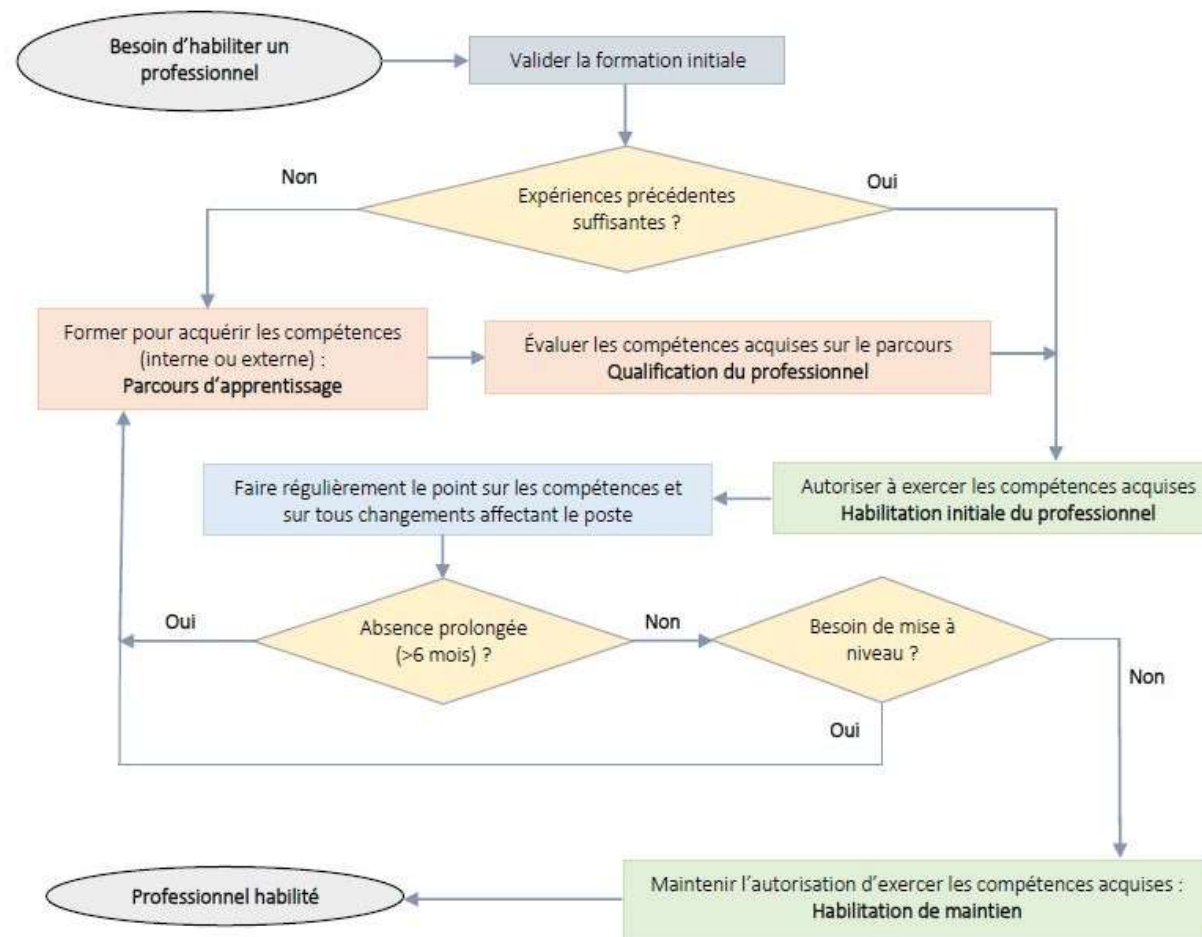 Besoin d'habiliter un
professionnel
Valider la formation initiale
Non
Expériences précédentes
suffisantes ?
Oui
Former pour acquérir les compétences
(interne ou externe) :
Parcours d'apprentissage
Évaluer les compétences acquises sur le parcours
Qualification du professionnel
Faire régulièrement le point sur les compétences et
sur tous changements affectant le poste
Autoriser à exercer les compétences acquises
Habilitation initiale du professionnel
Oui
Absence prolongée
(>6 mois) ?
Non
Besoin de mise à
niveau ?
Non
Oui
Professionnel habilité
Maintenir l'autorisation d'exercer les compétences acquises :
Habilitation de maintien